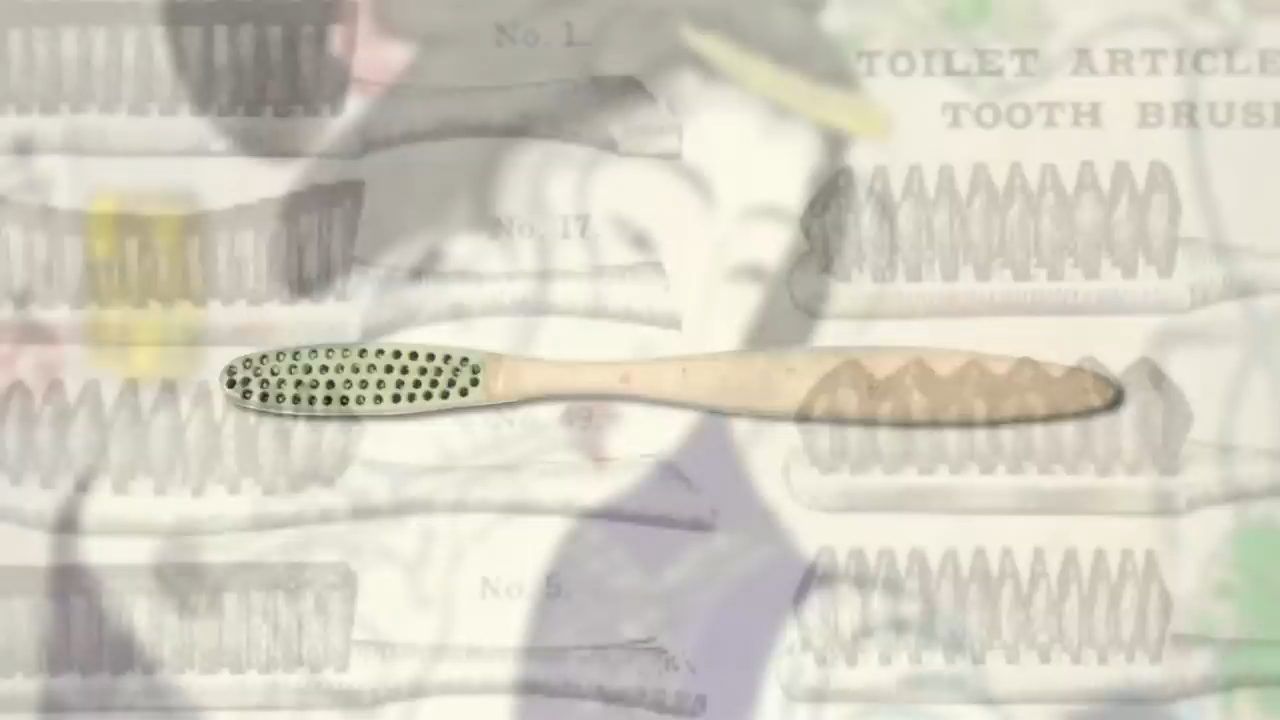 No. 1.
TOILET ARTICLE
TOOTH BRUS
No. 17.
No. 5.